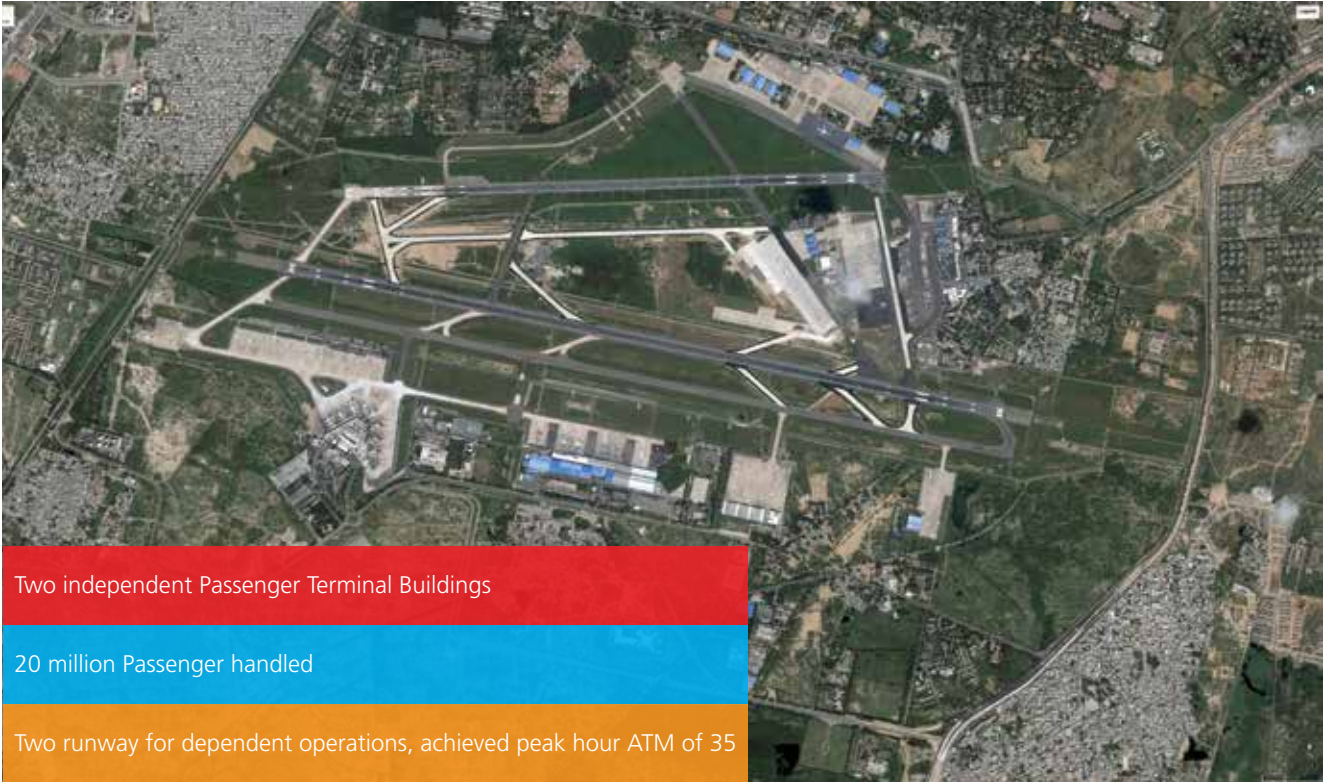 Two independent Passenger Terminal Buildings
20 million Passenger handled
Two runway for dependent operations, achieved peak hour ATM of 35